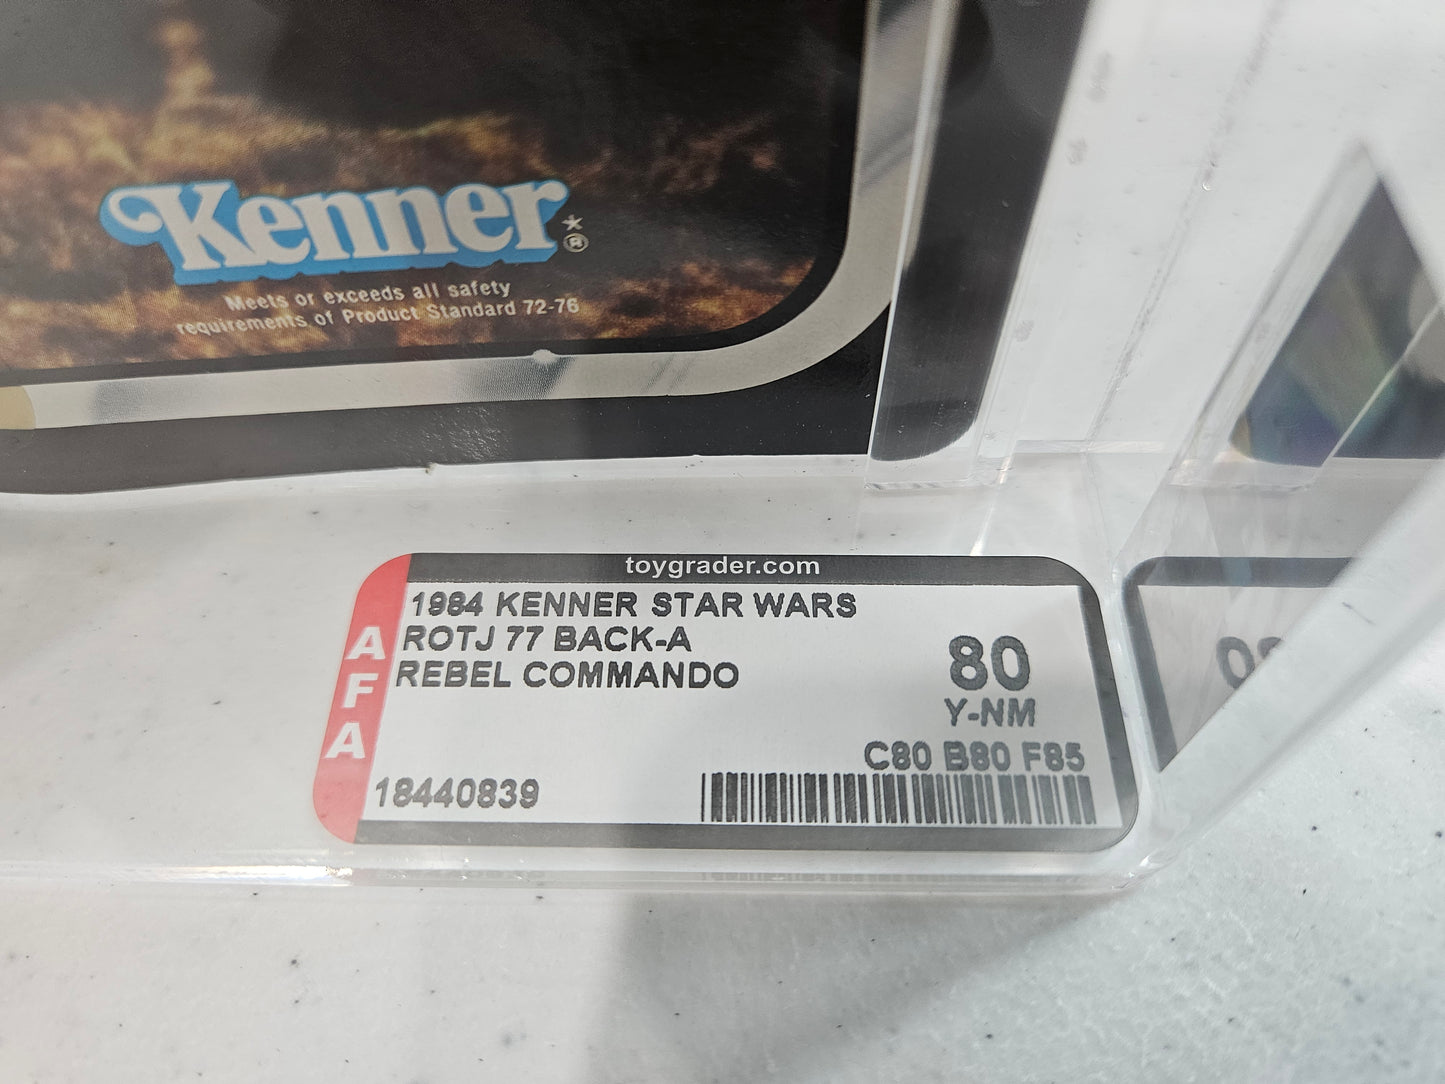 Kenner
Meets or exceeds all safety
requirements of Product Standard 72-76
toygrader.com
AFA
1984 KENNER STAR WARS
ROTJ 77 BACK-A
REBEL COMMANDO
80
Y-NM
C80 B80 F85
18440839